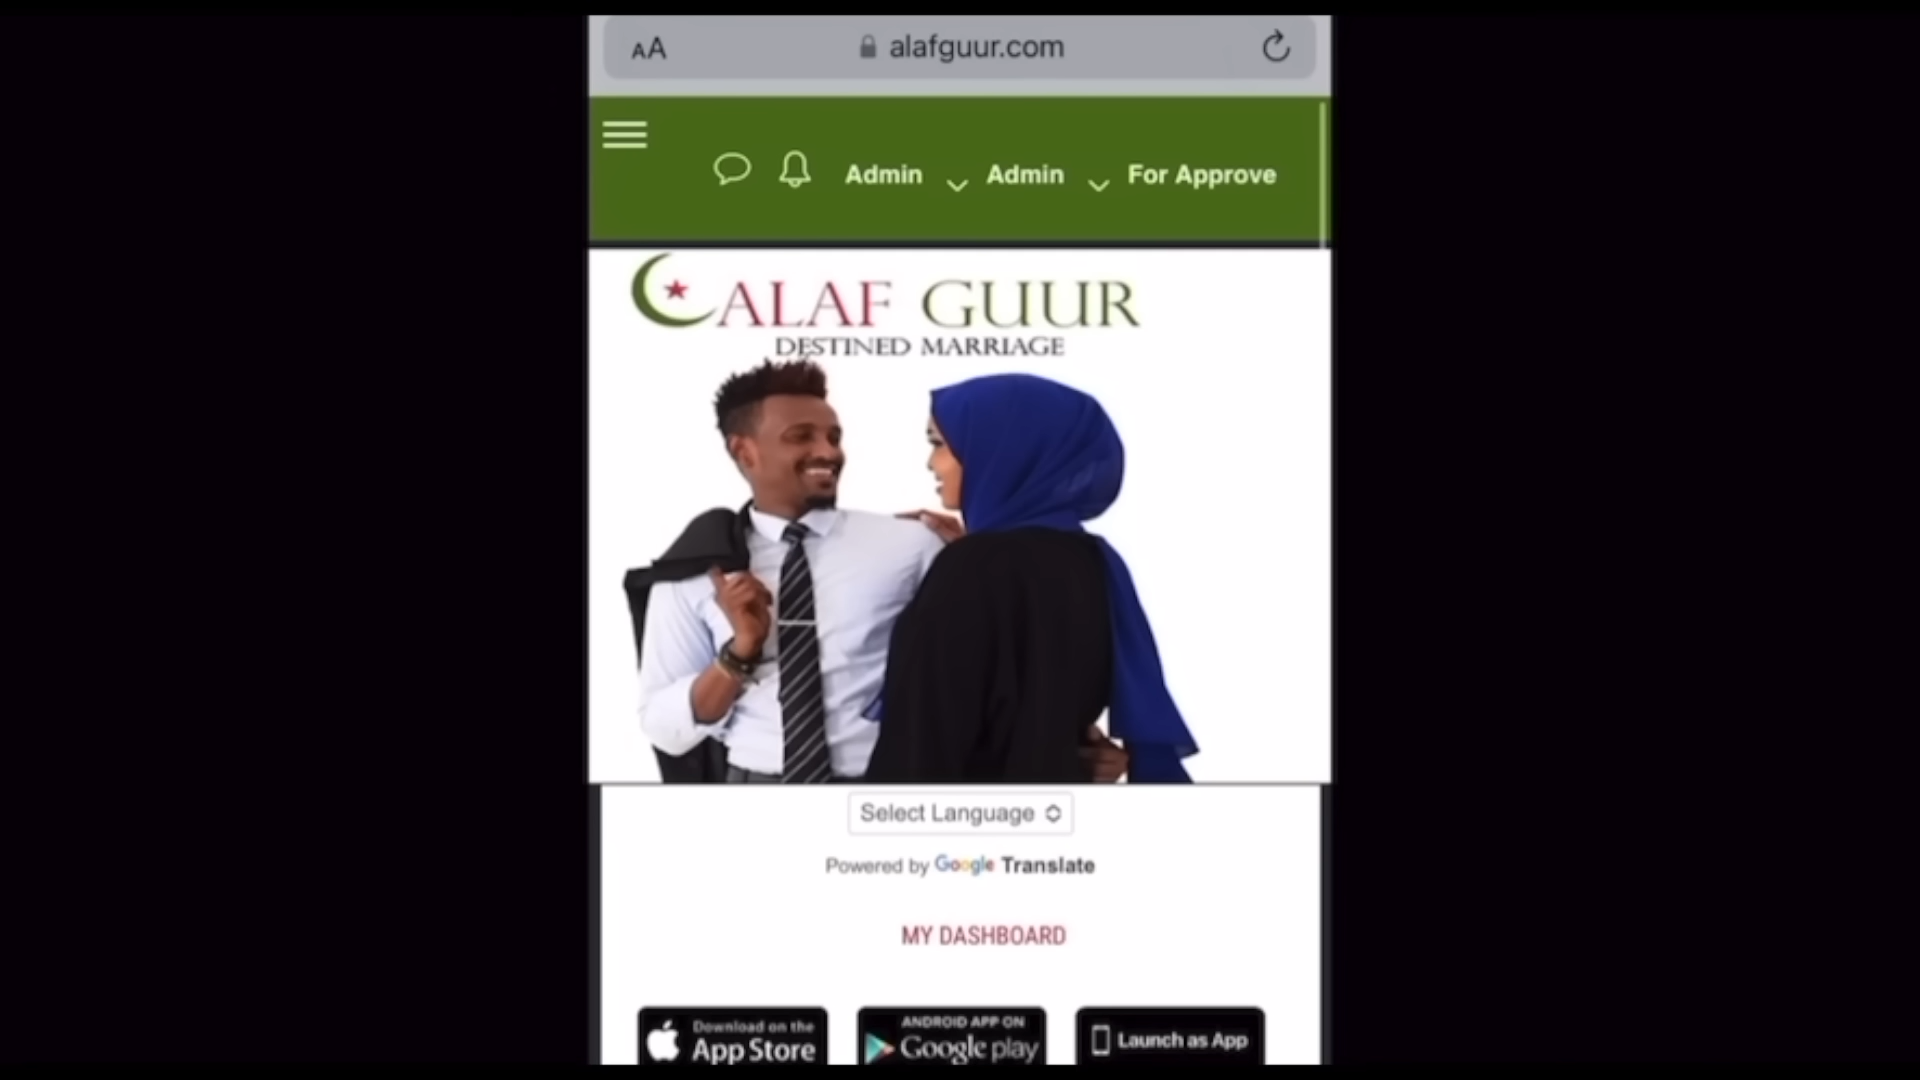 AA alafguur.com
Admin Admin For Approve
ALAF GUUR
DESTINED MARRIAGE
Select Language
Powered by Google Translate
MY DASHBOARD
Download on the
App Store
ANDROID APP ON
Google play
Launch as App